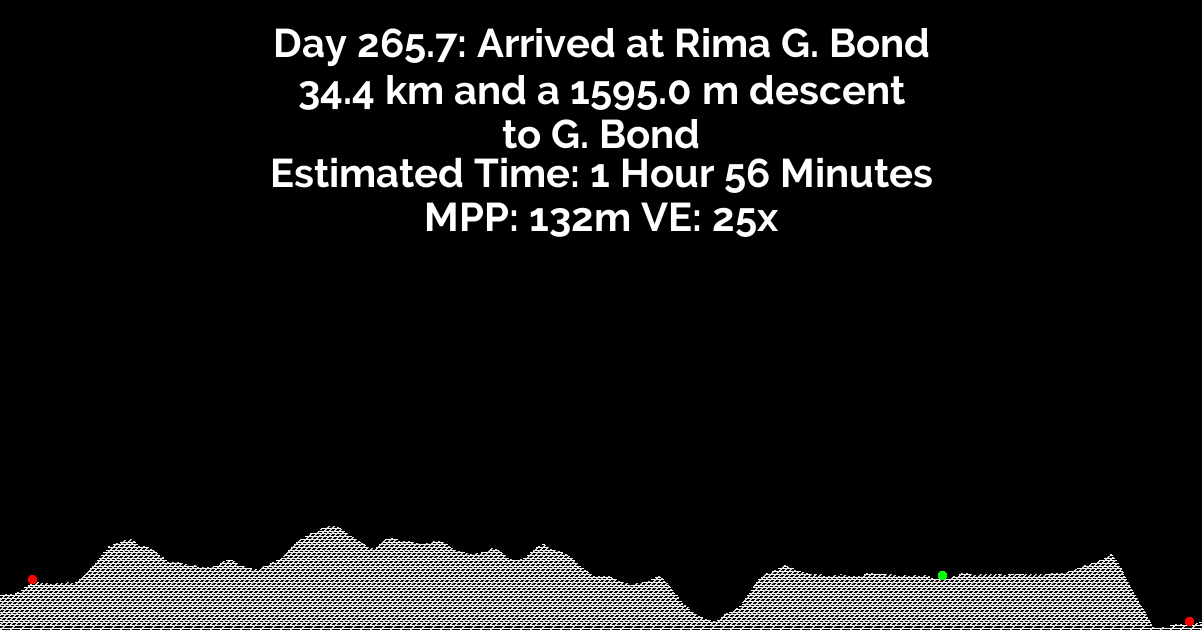 Day 265.7: Arrived at Rima G. Bond
34.4 km and a 1595.0 m descent
to G. Bond
Estimated Time: 1 Hour 56 Minutes
MPP: 132m VE: 25x